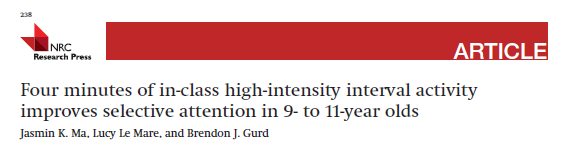 238
NRC
Research Press
ARTICLE
Four minutes of in-class high-intensity interval activity
improves selective attention in 9- to 11-year olds
Jasmin K. Ma, Lucy Le Mare, and Brendon J. Gurd